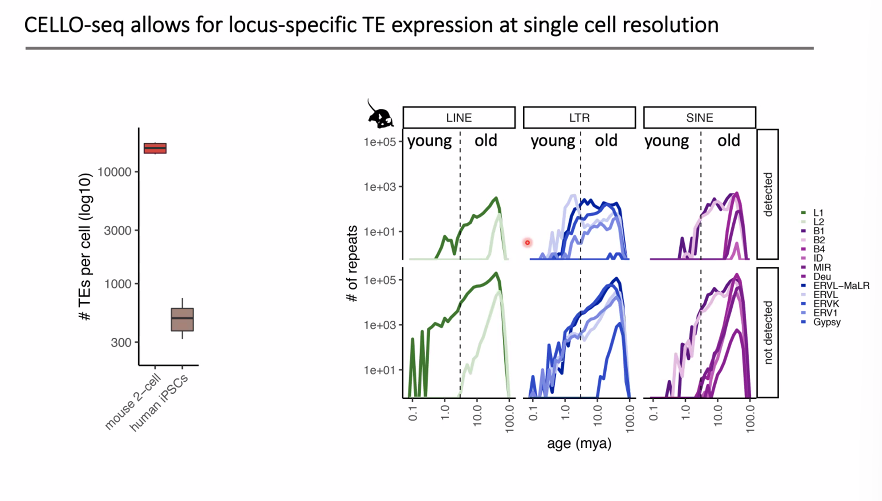 CELLO-seq allows for locus-specific TE expression at single cell resolution
# TEs per cell (log10)
10000
3000
1000
300
mouse 2-cell
human iPSCs
LINE
LTR
SINE
young
old
young
old
young
old
detected
not detected
# of repeats
1e+05
1e+03
1e+01
1e+05
1e+03
1e+01
0.1
1.0
10.0
100.0
0.1
1.0
10.0
100.0
0.1
1.0
10.0
100.0
age (mya)
L1
L2
B1
B2
B4
ID
MIR
Deu
ERVL-MaLR
ERVL
ERVK
ERV1
Gypsy